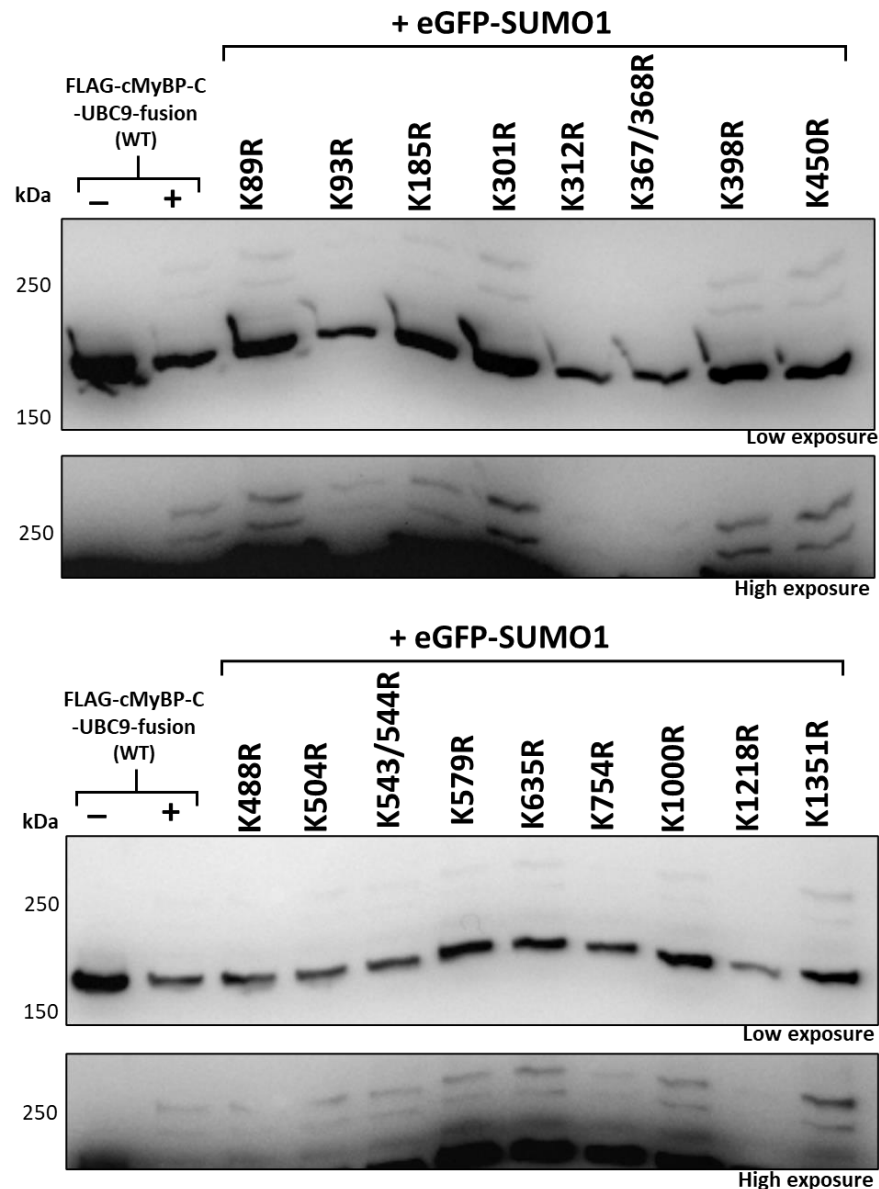 + eGFP-SUMO1
FLAG-cMyBP-C
-UBC9-fusion
(WT)
kDa
– + K89R K93R K185R K301R K312R K367/368R K398R K450R
250
150
Low exposure
250
High exposure
+ eGFP-SUMO1
FLAG-cMyBP-C
-UBC9-fusion
(WT)
kDa
– + K488R K504R K543/544R K579R K635R K754R K1000R K1218R K1351R
250
150
Low exposure
250
High exposure